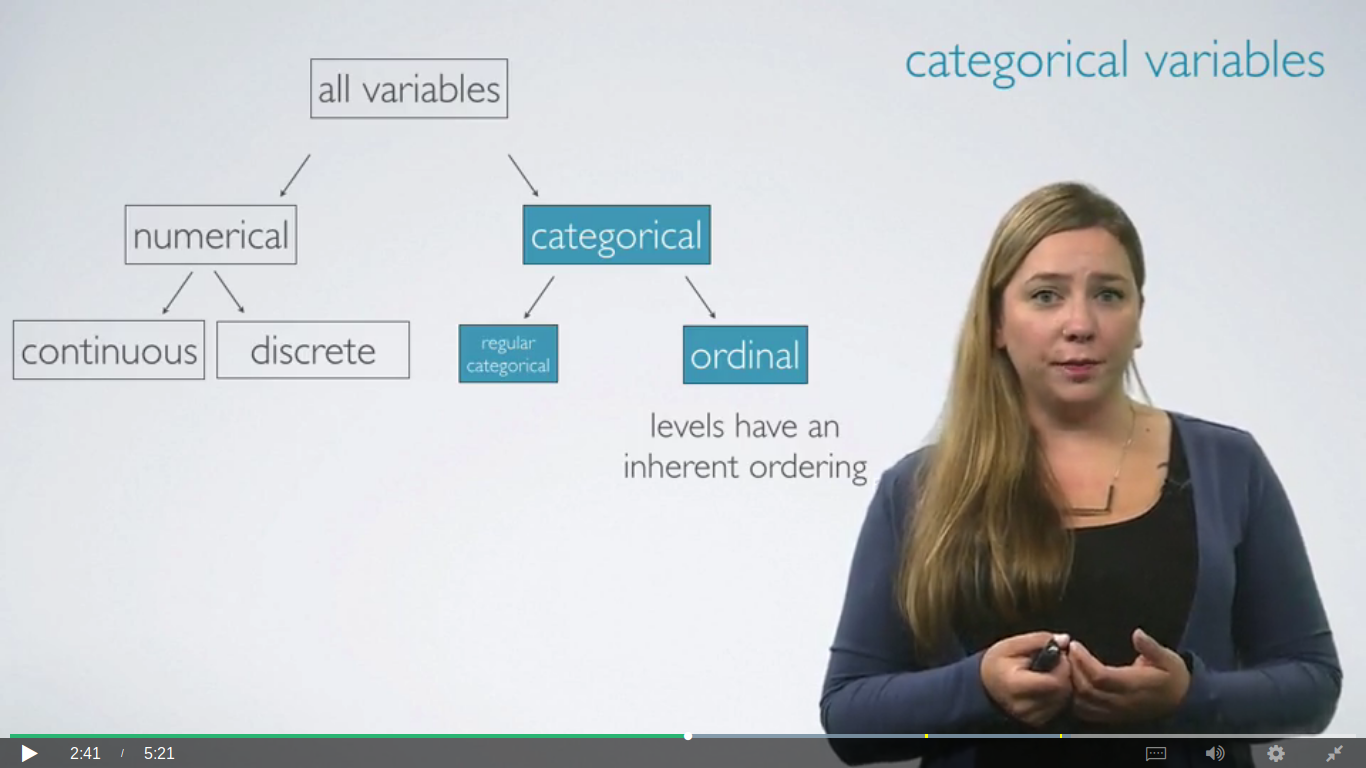 categorical variables
all variables
numerical
categorical
continuous
discrete
regular
categorical
ordinal
levels have an
inherent ordering
2:41 / 5:21